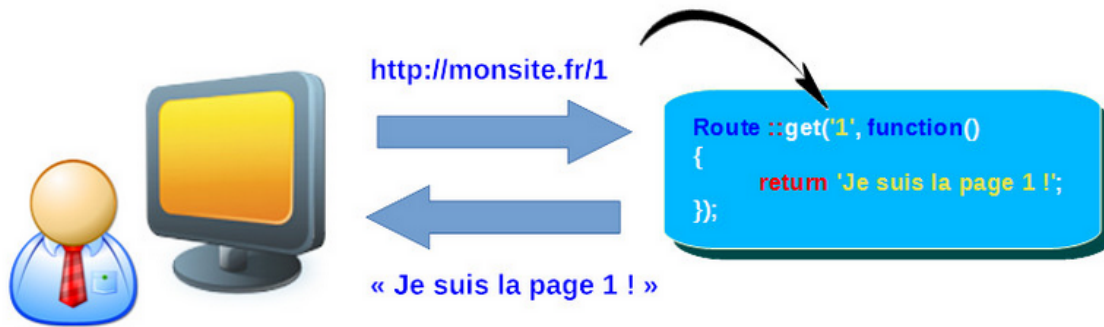 http://monsite.fr/1
Route ::get('1', function()
{
return 'Je suis la page 1 !';
});
« Je suis la page 1 ! »